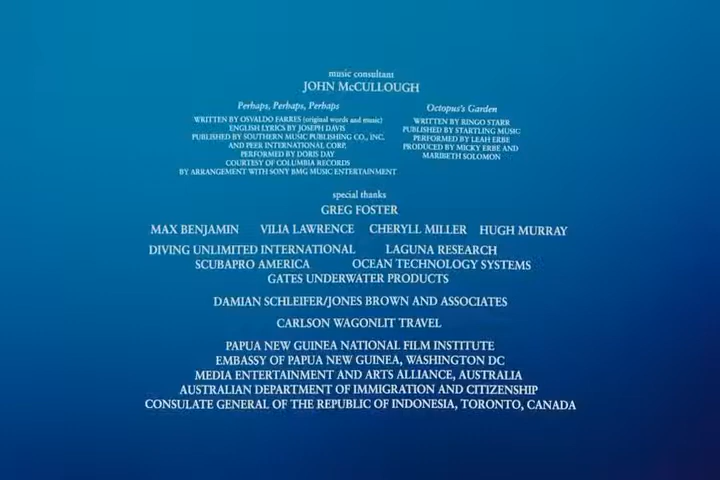 music consultant
JOHN McCULLOUGH
Perhaps, Perhaps, Perhaps
WRITTEN BY OSVALDO FARRES (original words and music)
ENGLISH LYRICS BY JOSEPH DAVIS
PUBLISHED BY SOUTHERN MUSIC PUBLISHING CO., INC.
AND PEER INTERNATIONAL CORP.
PERFORMED BY DORIS DAY
COURTESY OF COLUMBIA RECORDS
BY ARRANGEMENT WITH SONY BMG MUSIC ENTERTAINMENT
Octopus's Garden
WRITTEN BY RINGO STARR
PUBLISHED BY STARTLING MUSIC
PERFORMED BY LEAH ERBE
PRODUCED BY MICKY ERBE AND
MARIBETH SOLOMON
special thanks
GREG FOSTER
MAX BENJAMIN VILIA LAWRENCE CHERYLL MILLER HUGH MURRAY
DIVING UNLIMITED INTERNATIONAL LAGUNA RESEARCH
SCUBAPRO AMERICA OCEAN TECHNOLOGY SYSTEMS
GATES UNDERWATER PRODUCTS
DAMIAN SCHLEIFER/JONES BROWN AND ASSOCIATES
CARLSON WAGONLIT TRAVEL
PAPUA NEW GUINEA NATIONAL FILM INSTITUTE
EMBASSY OF PAPUA NEW GUINEA, WASHINGTON DC
MEDIA ENTERTAINMENT AND ARTS ALLIANCE, AUSTRALIA
AUSTRALIAN DEPARTMENT OF IMMIGRATION AND CITIZENSHIP
CONSULATE GENERAL OF THE REPUBLIC OF INDONESIA, TORONTO, CANADA